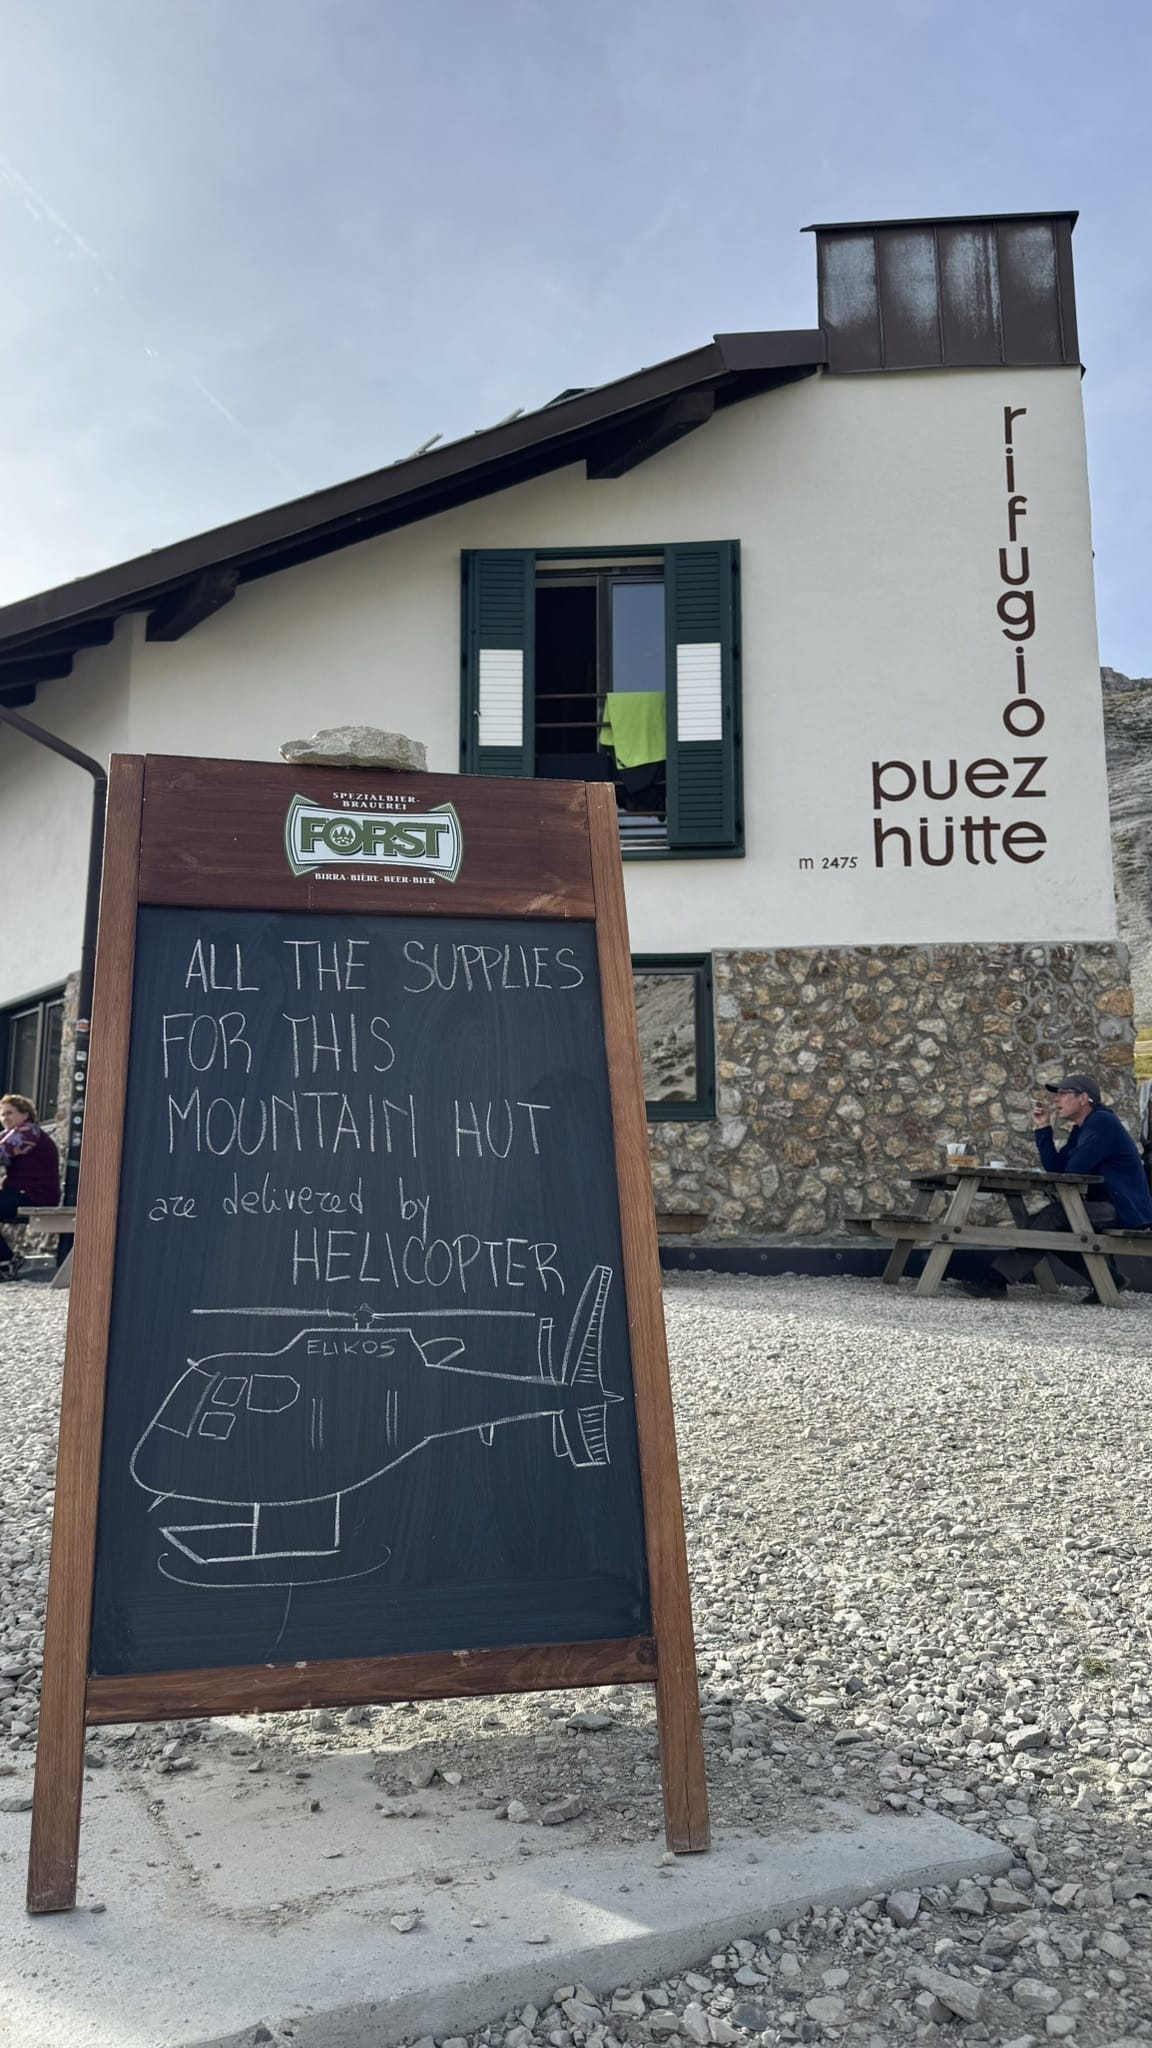 rifugio
puez
hütte
m 2475
SPEZIALBIER-
BRAUEREI
FORST
BIRRA-BIÈRE-BEER-BIER
ALL THE SUPPLIES
FOR THIS
MOUNTAIN HUT
are delivered by
HELICOPTER
ELIKOS